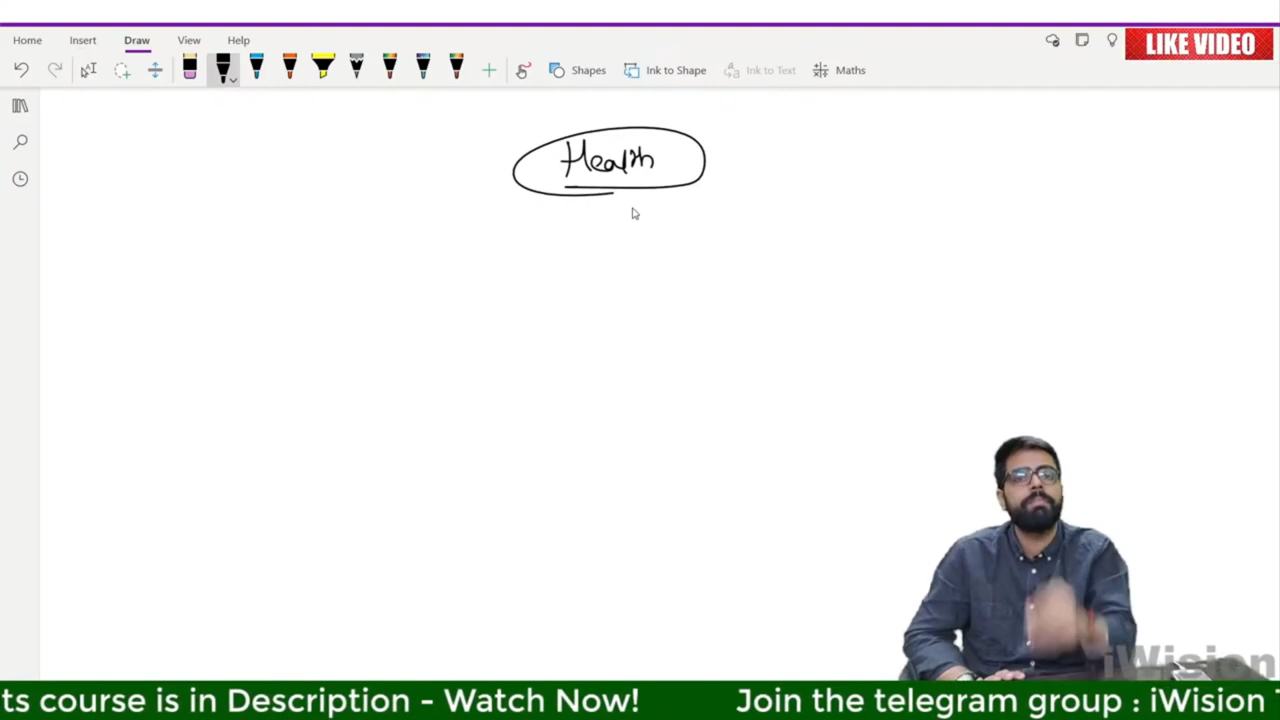 Home Insert Draw View Help
LIKE VIDEO
Shapes Ink to Shape Ink to Text Maths
Health
iWision
ts course is in Description - Watch Now! Join the telegram group : iWision